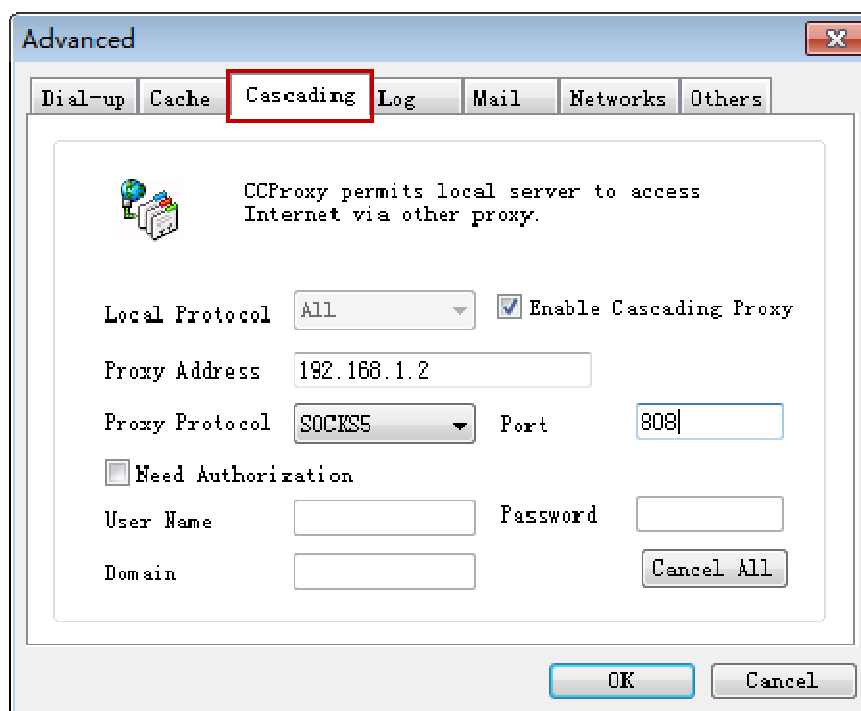 Advanced
Dial-up Cache Cascading Log Mail Networks Others
CCProxy permits local server to access
Internet via other proxy.
Local Protocol All Enable Cascading Proxy
Proxy Address 192.168.1.2
Proxy Protocol SOCKS5 Port 808
Need Authorization
User Name Password
Domain Cancel All
OK Cancel